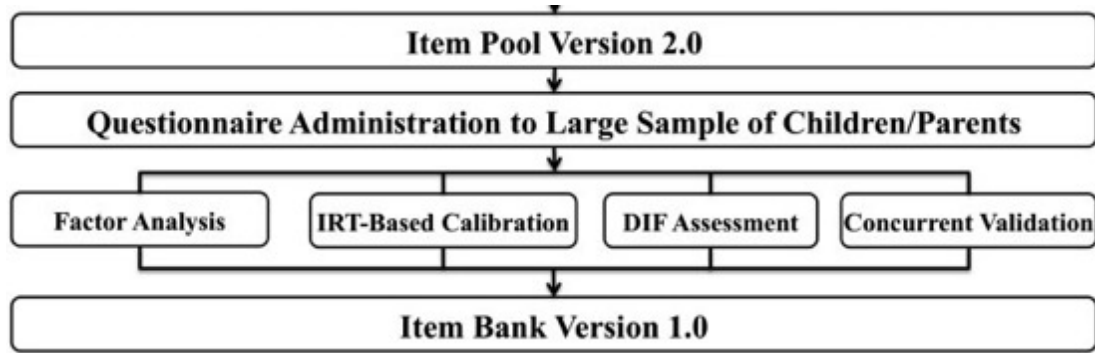 Item Pool Version 2.0
Questionnaire Administration to Large Sample of Children/Parents
Factor Analysis
IRT-Based Calibration
DIF Assessment
Concurrent Validation
Item Bank Version 1.0